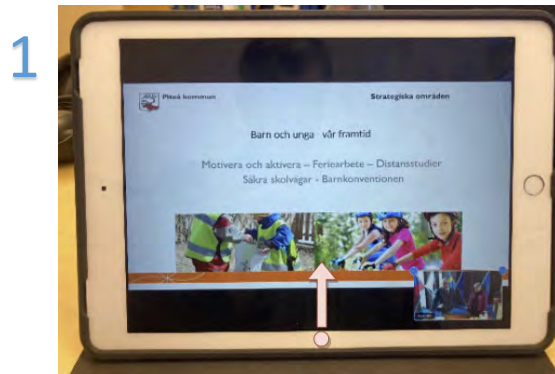 1
Piteå kommun
Strategiska områden
Barn och unga vår framtid
Motivera och aktivera – Feriearbete – Distansstudier
Säkra skolvägar - Barnkonventionen